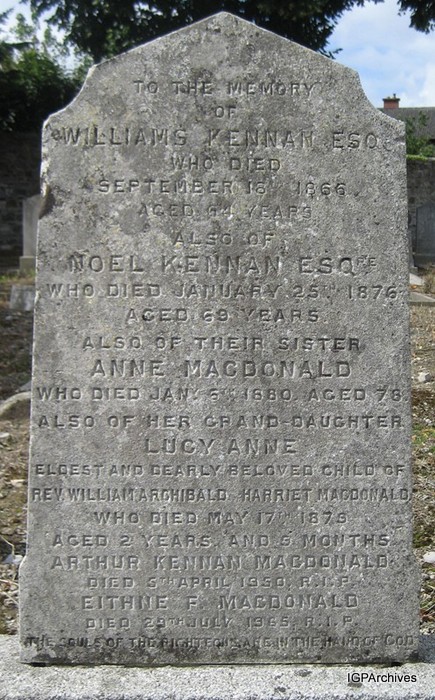 TO THE MEMORY
OF
WILLIAMS KENNAN ESQ
WHO DIED
SEPTEMBER 18TH 1866
AGED 64 YEARS
ALSO OF
NOEL KENNAN ESQRE
WHO DIED JANUARY 25TH 1876
AGED 69 YEARS
ALSO OF THEIR SISTER
ANNE MACDONALD
WHO DIED JANY 6TH 1880. AGED 78
ALSO OF HER GRAND-DAUGHTER
LUCY ANNE
ELDEST AND DEARLY BELOVED CHILD OF
REV. WILLIAM ARCHIBALD HARRIET MACDONALD
WHO DIED MAY 17TH 1879
AGED 2 YEARS AND 5 MONTHS
ARTHUR KENNAN MACDONALD
DIED 5TH APRIL 1950, R.I.P.
EITHNE F. MACDONALD
DIED 29TH JULY 1965, R.I.P.
THE SOULS OF THE RIGHTEOUS ARE IN THE HAND OF GOD
IGPArchives